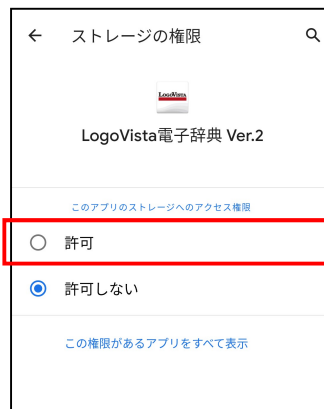 ストレージの権限
LogoVista
LogoVista電子辞典 Ver.2
このアプリのストレージへのアクセス権限
許可
許可しない
この権限があるアプリをすべて表示